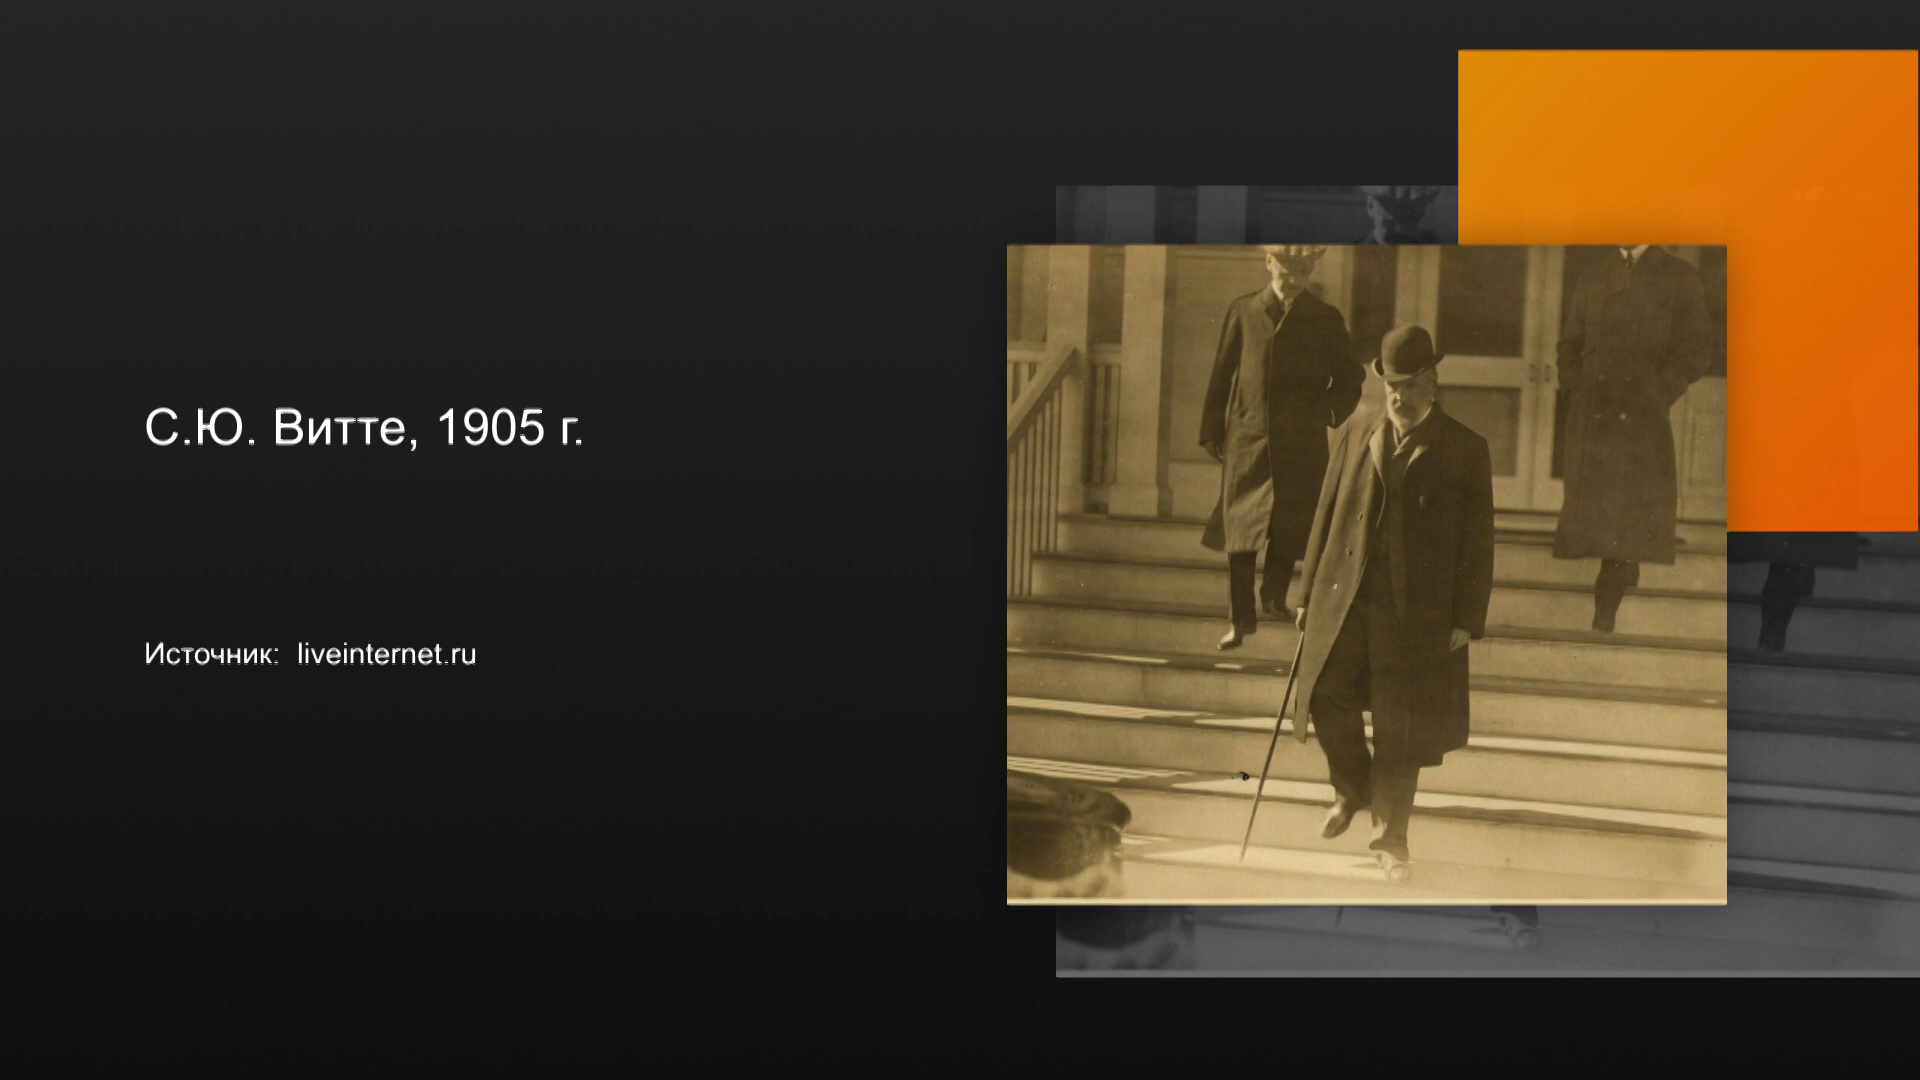 С.Ю. Витте, 1905 г.
Источник: liveinternet.ru